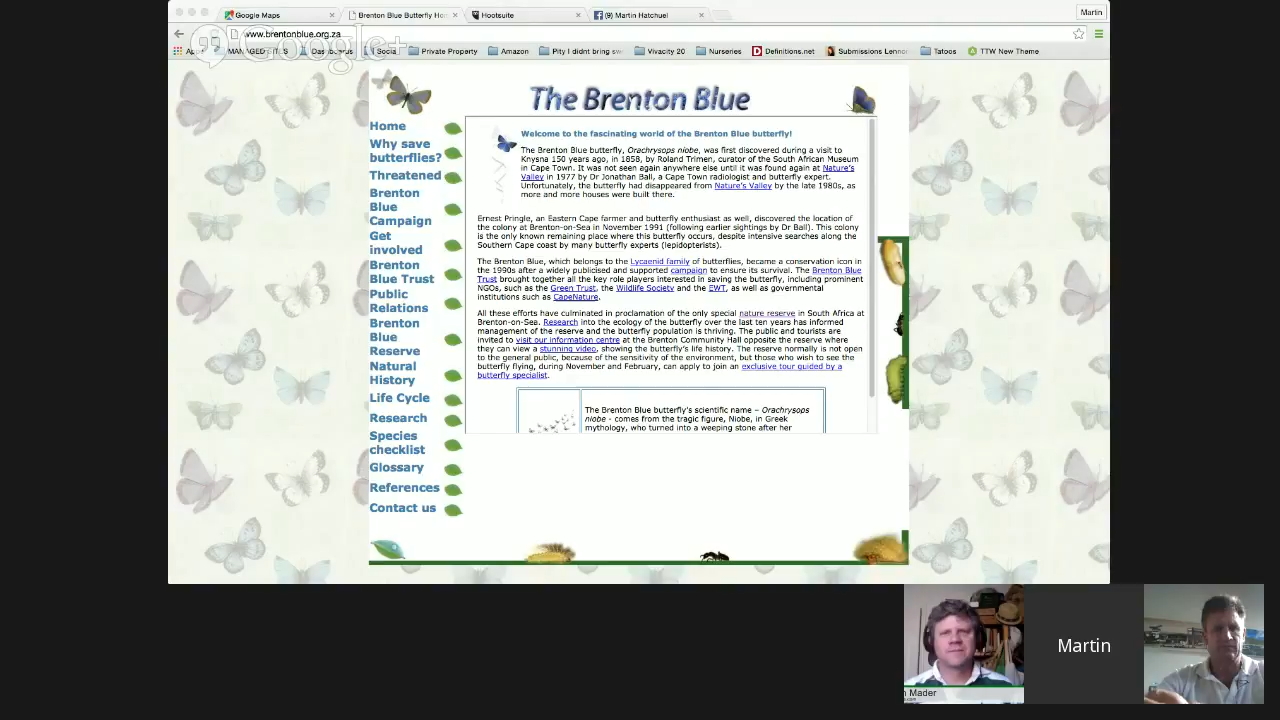 Google Maps
Brenton Blue Butterfly Ho
Hootsuite
(9) Martin Hatchuel
Martin
www.brentonblue.org.za
Google+
Dashboards
Social
Private Property
Amazon
Pity I didnt bring sw
Vivacity 20
Nurseries
Definitions.net
Submissions Lenno
Tatoos
TTW New Theme
The Brenton Blue
Home
Why save
butterflies?
Threatened
Brenton
Blue
Campaign
Get
involved
Brenton
Blue Trust
Public
Relations
Brenton
Blue
Reserve
Natural
History
Life Cycle
Research
Species
checklist
Glossary
References
Contact us
Welcome to the fascinating world of the Brenton Blue butterfly!
The Brenton Blue butterfly, Orachrysops niobe, was first discovered during a visit to
Knysna 150 years ago, in 1858, by Roland Trimen, curator of the South African Museum
in Cape Town. It was not seen again anywhere else until it was found again at Nature's
Valley in 1977 by Dr Jonathan Ball, a Cape Town radiologist and butterfly expert.
Unfortunately, the butterfly had disappeared from Nature's Valley by the late 1980s, as
more and more houses were built there.
Ernest Pringle, an Eastern Cape farmer and butterfly enthusiast as well, discovered the location of
the colony at Brenton-on-Sea in November 1991 (following earlier sightings by Dr Ball). This colony
is the only known remaining place where this butterfly occurs, despite intensive searches along the
Southern Cape coast by many butterfly experts (lepidopterists).
The Brenton Blue, which belongs to the Lycaenid family of butterflies, became a conservation icon in
the 1990s after a widely publicised and supported campaign to ensure its survival. The Brenton Blue
Trust brought together all the key role players interested in saving the butterfly, including prominent
NGOs, such as the Green Trust, the Wildlife Society and the EWT, as well as governmental
institutions such as CapeNature.
All these efforts have culminated in proclamation of the only special nature reserve in South Africa at
Brenton-on-Sea. Research into the ecology of the butterfly over the last ten years has informed
management of the reserve and the butterfly population is thriving. The public and tourists are
invited to visit our information centre at the Brenton Community Hall opposite the reserve where
they can view a stunning video, showing the butterfly's life history. The reserve normally is not open
to the general public, because of the sensitivity of the environment, but those who wish to see the
butterfly flying, during November and February, can apply to join an exclusive tour guided by a
butterfly specialist.
The Brenton Blue butterfly's scientific name – Orachrysops
niobe - comes from the tragic figure, Niobe, in Greek
mythology, who turned into a weeping stone after her
Martin
n Mader